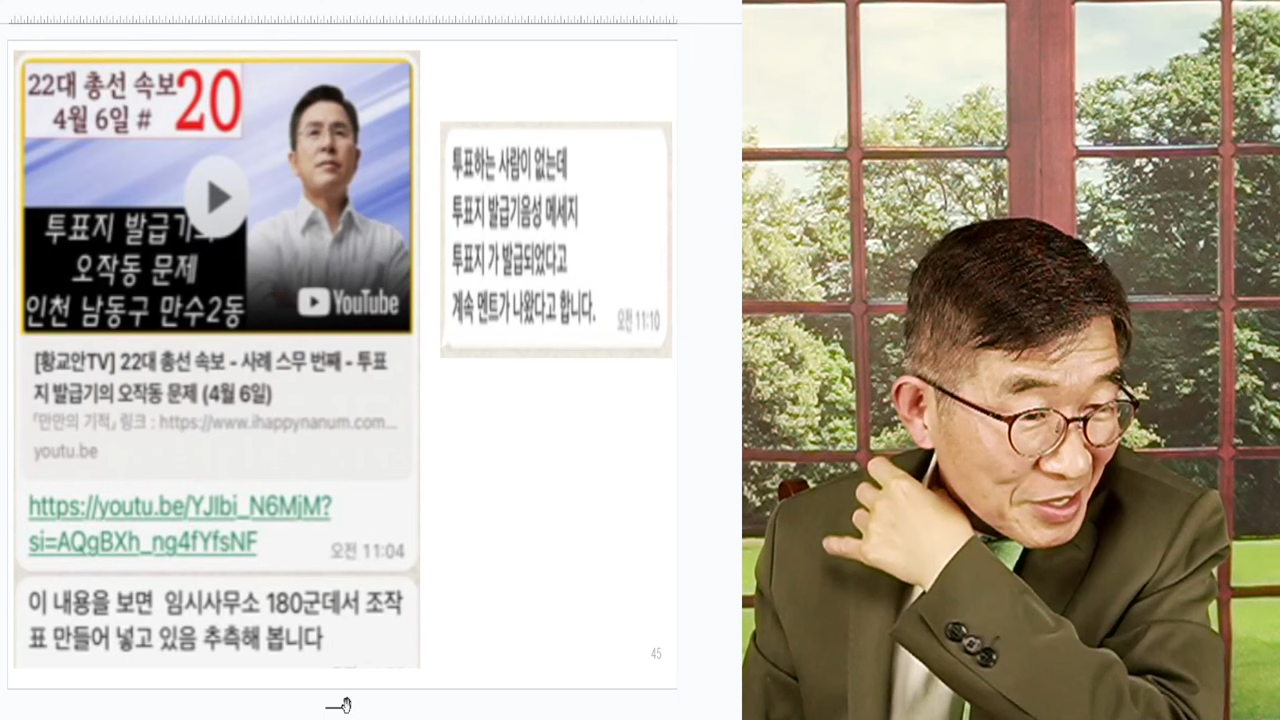 22대 총선 속보
4월 6일 # 20
투표지 발급기의
오작동 문제
인천 남동구 만수2동
YouTube
[황교안TV] 22대 총선 속보 - 사례 스무 번째 - 투표
지 발급기의 오작동 문제 (4월 6일)
「만만의 기적」 링크 : https://www.ihappynanum.com...
youtu.be
https://youtu.be/YJlbi_N6MjM?
si=AQgBXh_ng4fYfsNF
오전 11:04
이 내용을 보면 임시사무소 180군데서 조작
표 만들어 넣고 있음 추측해 봅니다
투표하는 사람이 없는데
투표지 발급기음성 메세지
투표지 가 발급되었다고
계속 멘트가 나왔다고 합니다.
오전 11:10
45